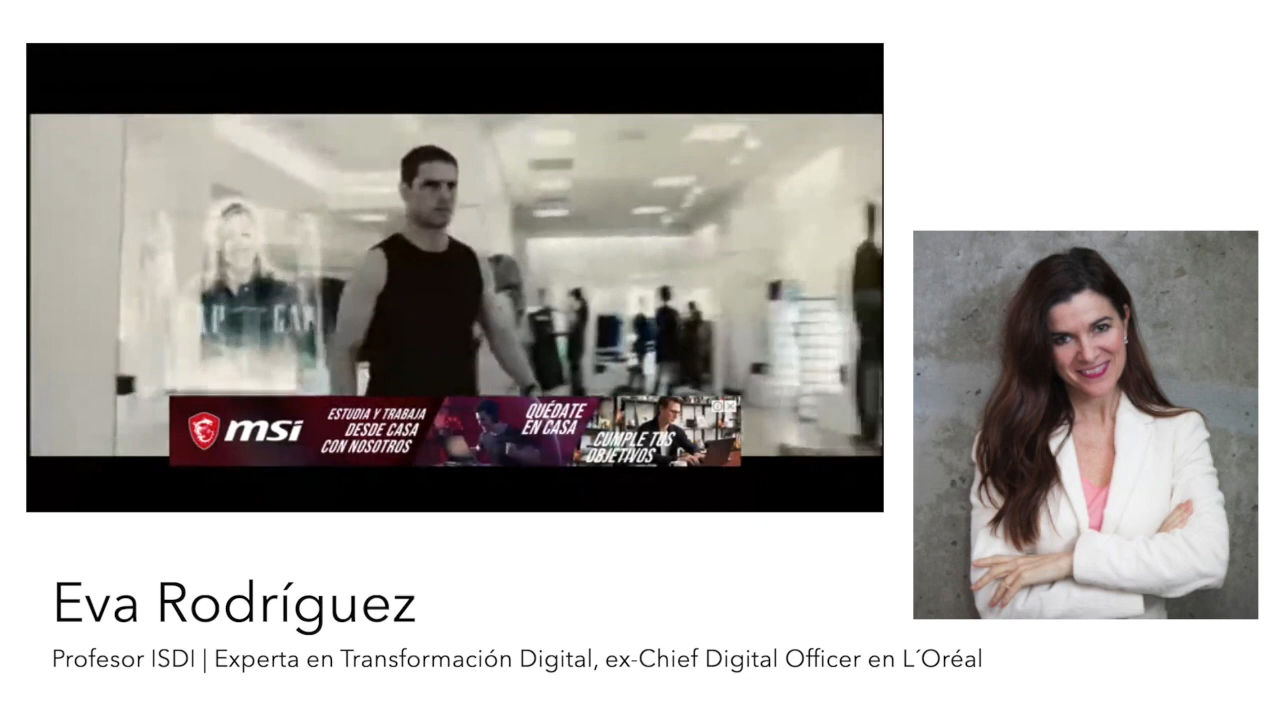 GAP
msi
ESTUDIA Y TRABAJA
DESDE CASA
CON NOSOTROS
QUÉDATE
EN CASA
CUMPLE TUS
OBJETIVOS
Eva Rodríguez
Profesor ISDI | Experta en Transformación Digital, ex-Chief Digital Officer en L´Oréal